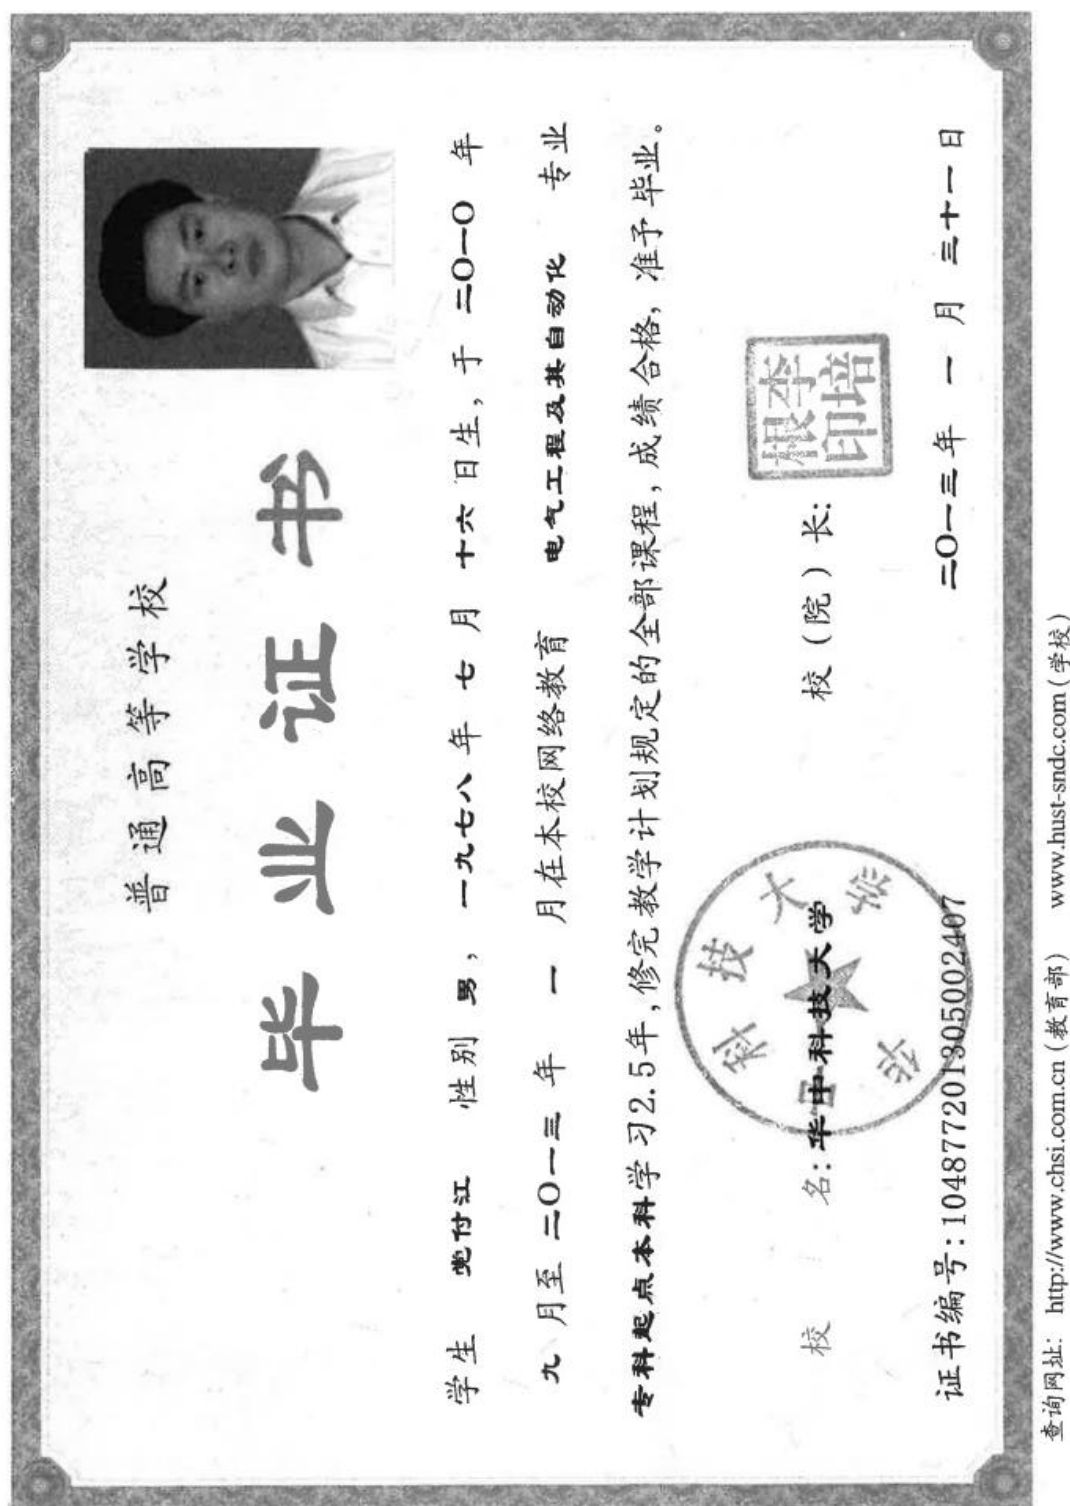 普通高等学校
毕业证书
学生 党付江 性别 男, 一九七八 年 七 月 十六 日生, 于 二〇一〇 年
九 月至 二〇一三 年 一 月在本校网络教育 电气工程及其自动化 专业
专科起点本科学习2.5年,修完教学计划规定的全部课程,成绩合格,准予毕业。
校 名:华中科技大学 校(院)长:
李培根印
华中科技大学
证书编号:104877201305002407 二〇一三年 一 月 三十一 日
查询网址: http://www.chsi.com.cn(教育部) www.hust-sndc.com(学校)